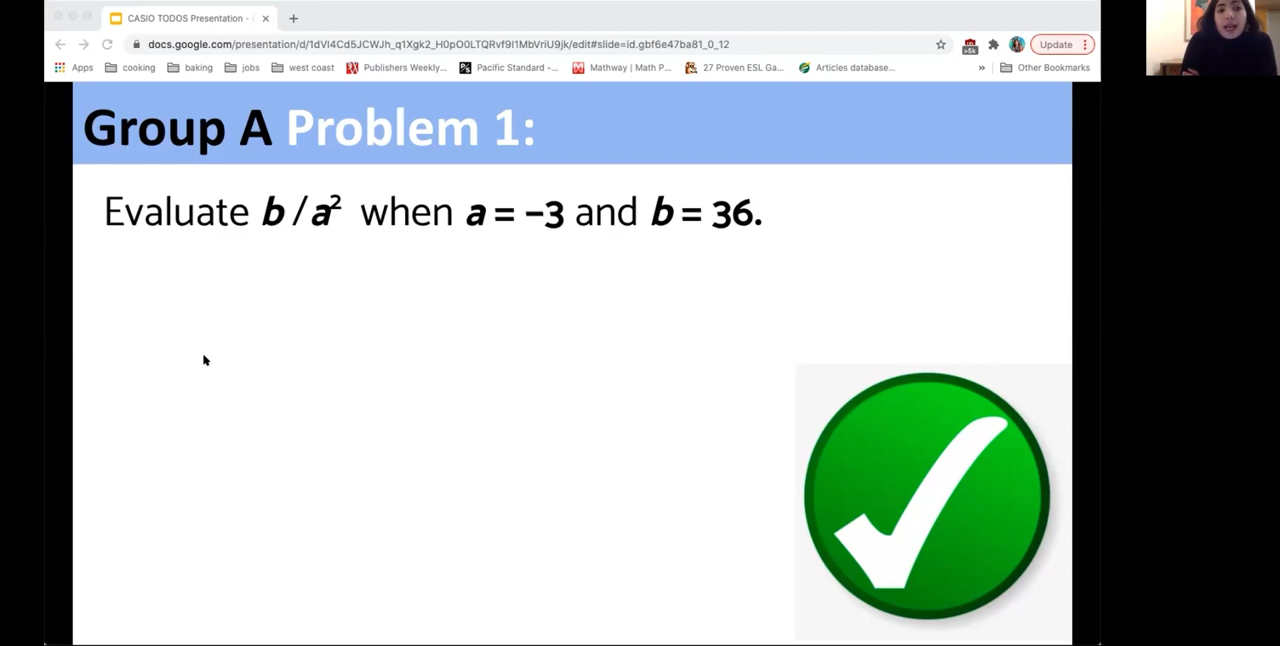 CASIO TODOS Presentation -
docs.google.com/presentation/d/1dVl4Cd5JCWJh_q1Xgk2_H0pO0LTQRvf9l1MbVriU9jk/edit#slide=id.gbf6e47ba81_0_12
Update
Apps cooking baking jobs west coast Publishers Weekly... Pacific Standard -... Mathway | Math P... 27 Proven ESL Ga... Articles database... » Other Bookmarks
Group A Problem 1:
Evaluate b / a² when a = −3 and b = 36.